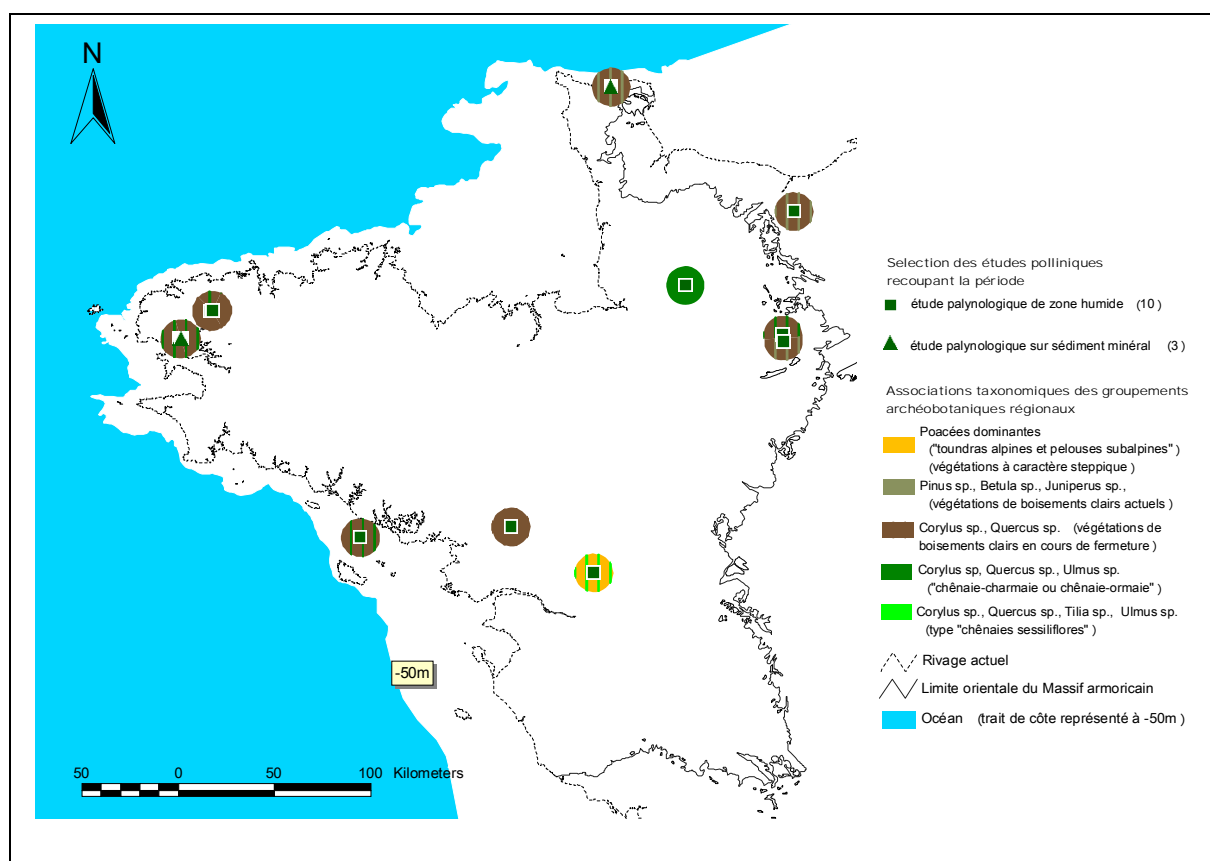 N
Selection des études polliniques
recoupant la période
étude palynologique de zone humide (10)
étude palynologique sur sédiment minéral (3)
Associations taxonomiques des groupements
archéobotaniques régionaux
Poacées dominantes
("toundras alpines et pelouses subalpines")
(végétations à caractère steppique)
Pinus sp., Betula sp., Juniperus sp.,
(végétations de boisements clairs actuels)
Corylus sp., Quercus sp. (végétations de
boisements clairs en cours de fermeture)
Corylus sp, Quercus sp., Ulmus sp.
("chênaie-charmaie ou chênaie-ormaie")
Corylus sp., Quercus sp., Tilia sp., Ulmus sp.
(type "chênaies sessiliflores")
Rivage actuel
Limite orientale du Massif armoricain
Océan (trait de côte représenté à -50m)
-50m
50 0 50 100 Kilometers